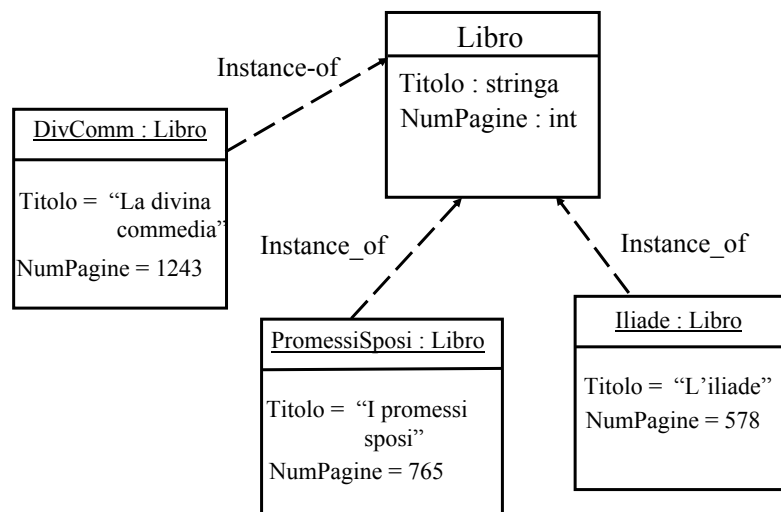 Libro
Titolo : stringa
NumPagine : int
Instance-of
DivComm : Libro
Titolo = “La divina
commedia”
NumPagine = 1243
Instance_of
Instance_of
PromessiSposi : Libro
Titolo = “I promessi
sposi”
NumPagine = 765
Iliade : Libro
Titolo = “L’iliade”
NumPagine = 578